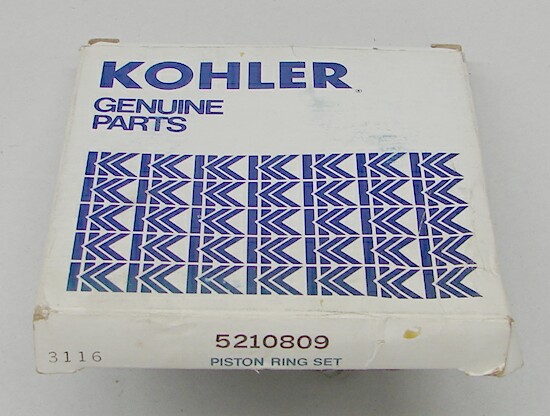 KOHLER®
GENUINE
PARTS
5210809
3116
PISTON RING SET